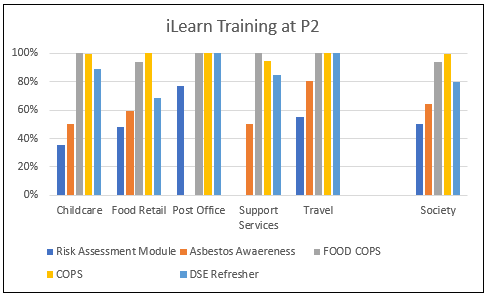 iLearn Training at P2
100%
80%
60%
40%
20%
0%
Childcare Food Retail Post Office Support Services Travel Society
Risk Assessment Module Asbestos Awaereness FOOD COPS
COPS DSE Refresher